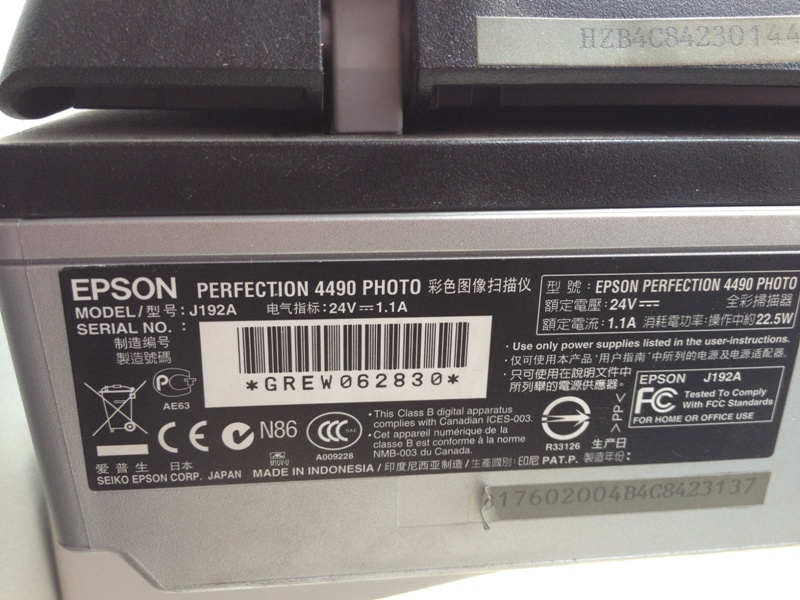 HZB4C84230144
EPSON PERFECTION 4490 PHOTO 彩色图像扫描仪
MODEL/型号: J192A 电气指标: 24V⎓1.1A
SERIAL NO. :
制造编号
製造號碼
*GREW062830*
型 號: EPSON PERFECTION 4490 PHOTO
額定電壓: 24V⎓ 全彩掃描器
額定電流: 1.1A 消耗電功率: 操作中約 22.5W
・Use only power supplies listed in the user-instructions.
・仅可使用本产品"用户指南"中所列的电源及电源适配器.
・只可使用在說明文件中
所列舉的電源供應器.
EPSON J192A
FC Tested To Comply
With FCC Standards
FOR HOME OR OFFICE USE
PCT
AE63
CE
N86
CCC
A009228
・This Class B digital apparatus
complies with Canadian ICES-003.
・Cet appareil numérique de la
classe B est conforme à la norme
NMB-003 du Canada.
R33126
>PP<
生产日
製造年份:
爱普生 日本
SEIKO EPSON CORP. JAPAN
MADE IN INDONESIA / 印度尼西亚制造 / 生產國別: 印尼 PAT.P.
17602004B4C8423137